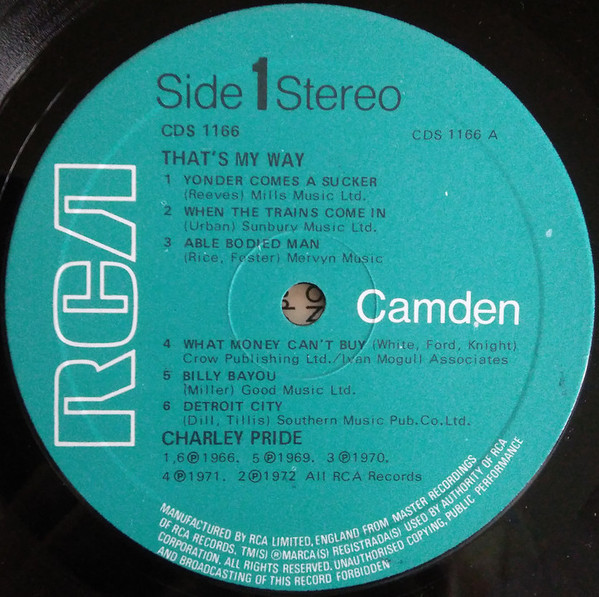 Side 1 Stereo
CDS 1166
CDS 1166 A
THAT'S MY WAY
1 YONDER COMES A SUCKER
(Reeves) Mills Music Ltd.
2 WHEN THE TRAINS COME IN
(Urban) Sunbury Music Ltd.
3 ABLE BODIED MAN
(Rice, Foster) Mervyn Music
RCA
Camden
4 WHAT MONEY CAN'T BUY (White, Ford, Knight)
Crow Publishing Ltd./Ivan Mogull Associates
5 BILLY BAYOU
(Miller) Good Music Ltd.
6 DETROIT CITY
(Dill, Tillis) Southern Music Pub.Co.Ltd.
CHARLEY PRIDE
1,6℗1966. 5℗1969. 3℗1970.
4℗1971. 2℗1972 All RCA Records
MANUFACTURED BY RCA LIMITED, ENGLAND FROM MASTER RECORDINGS
OF RCA RECORDS, TM(S) ® MARCA(S) REGISTRADA(S) USED BY AUTHORITY OF RCA
CORPORATION. ALL RIGHTS RESERVED. UNAUTHORISED COPYING, PUBLIC PERFORMANCE
AND BROADCASTING OF THIS RECORD FORBIDDEN